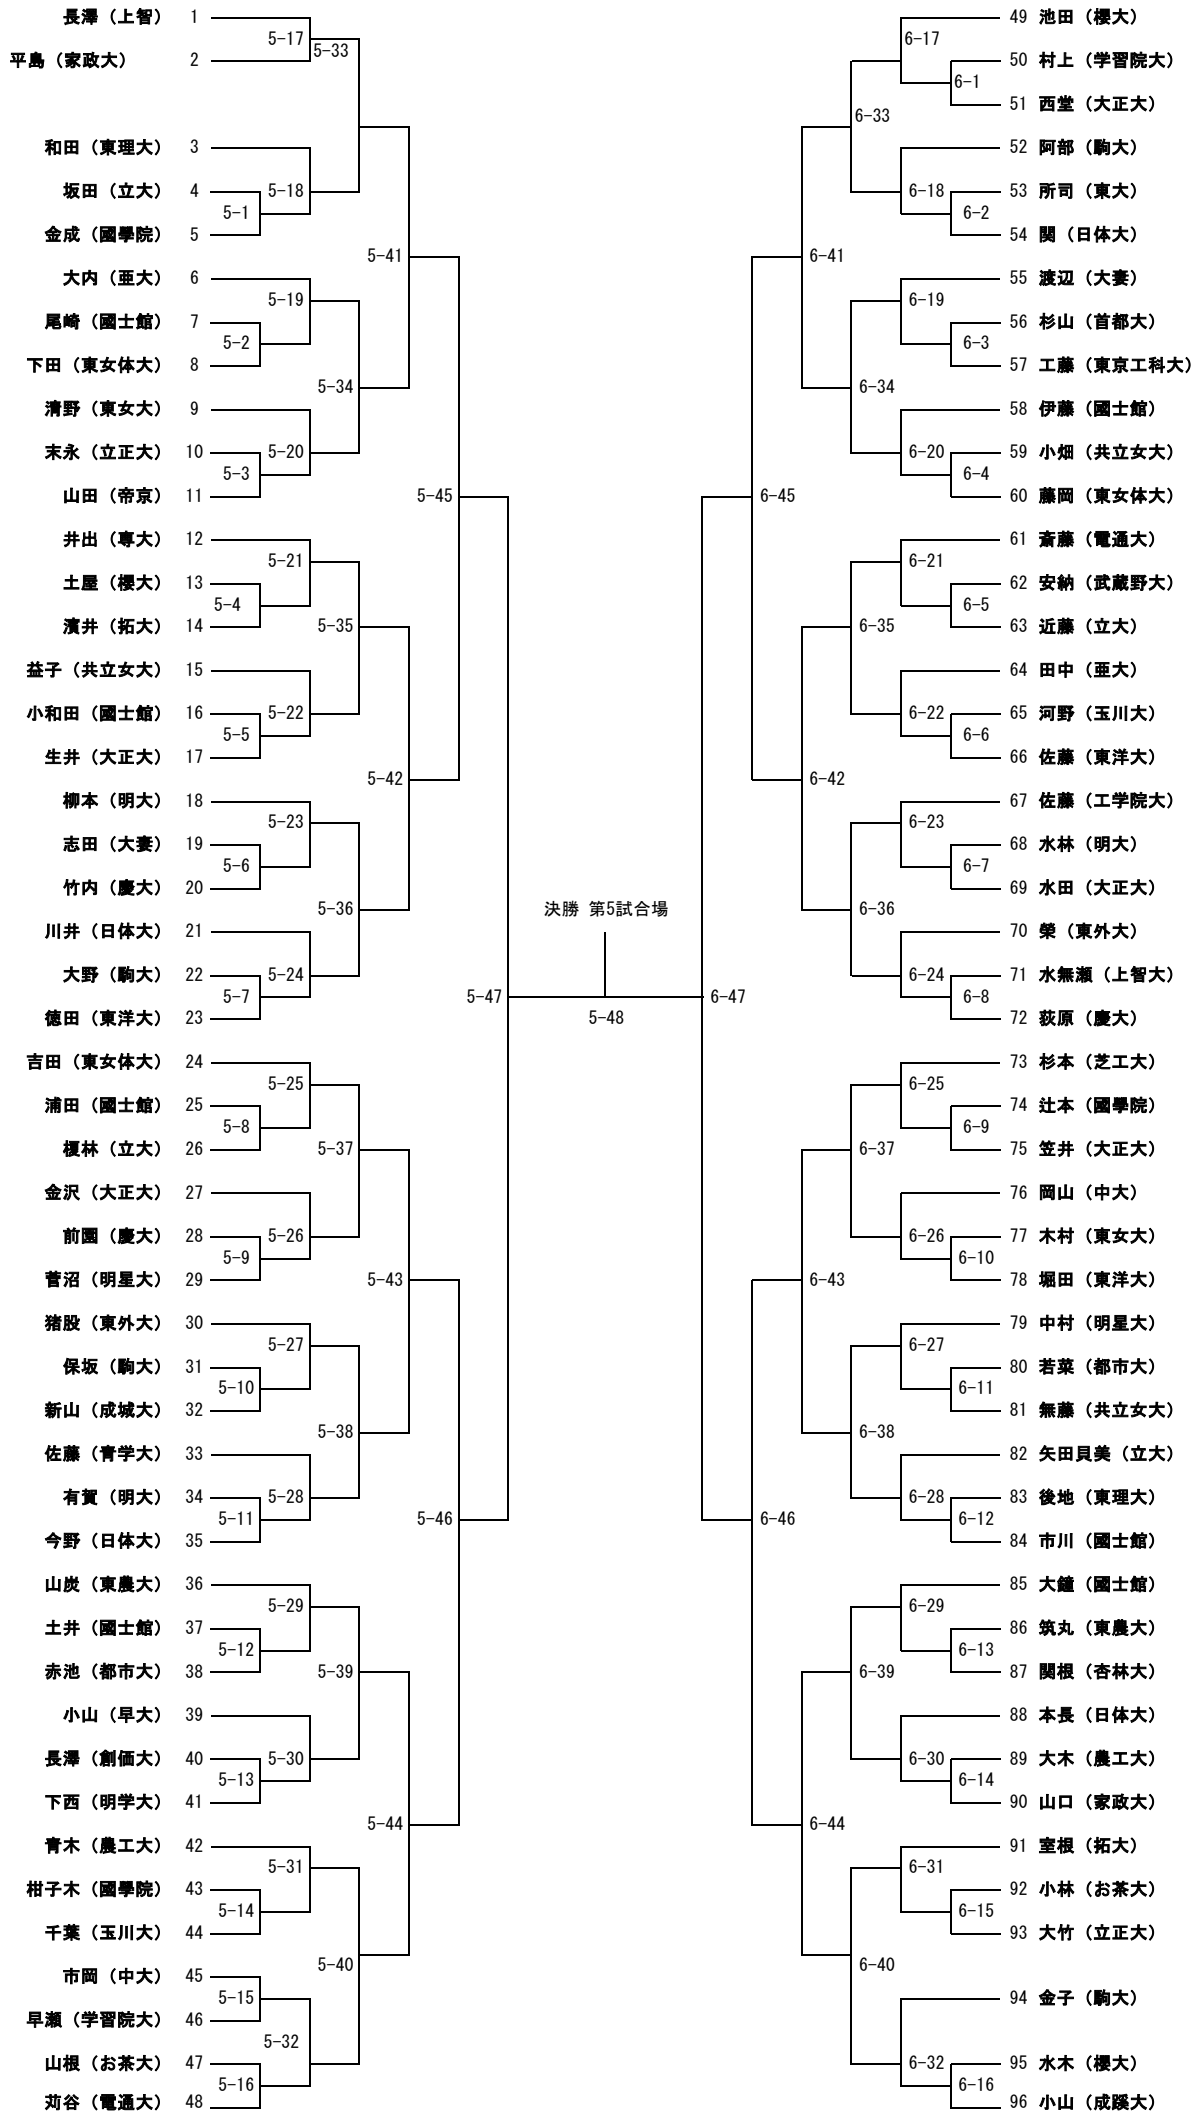 長澤（上智） 1
5-17
5-33
平島（家政大） 2
和田（東理大） 3
坂田（立大） 4
5-18
5-1
金成（國學院） 5
5-41
大内（亜大） 6
5-19
尾崎（國士館） 7
5-2
下田（東女体大） 8
5-34
清野（東女大） 9
末永（立正大） 10
5-20
5-3
山田（帝京） 11
5-45
井出（専大） 12
5-21
土屋（櫻大） 13
5-4
濱井（拓大） 14
5-35
益子（共立女大） 15
小和田（國士館） 16
5-22
5-5
生井（大正大） 17
5-42
柳本（明大） 18
5-23
志田（大妻） 19
5-6
竹内（慶大） 20
5-36
川井（日体大） 21
大野（駒大） 22
5-24
5-7
徳田（東洋大） 23
5-47
吉田（東女体大） 24
5-25
浦田（國士館） 25
5-8
榎林（立大） 26
5-37
金沢（大正大） 27
前園（慶大） 28
5-26
5-9
菅沼（明星大） 29
5-43
猪股（東外大） 30
5-27
保坂（駒大） 31
5-10
新山（成城大） 32
5-38
佐藤（青学大） 33
有賀（明大） 34
5-28
5-11
今野（日体大） 35
5-46
山炭（東農大） 36
5-29
土井（國士館） 37
5-12
赤池（都市大） 38
5-39
小山（早大） 39
長澤（創価大） 40
5-30
5-13
下西（明学大） 41
5-44
青木（農工大） 42
5-31
柑子木（國學院） 43
5-14
千葉（玉川大） 44
5-40
市岡（中大） 45
5-15
早瀬（学習院大） 46
5-32
山根（お茶大） 47
5-16
苅谷（電通大） 48
決勝 第5試合場
5-48
49 池田（櫻大）
6-17
50 村上（学習院大）
6-1
51 西堂（大正大）
6-33
52 阿部（駒大）
53 所司（東大）
6-18
6-2
54 関（日体大）
6-41
55 渡辺（大妻）
6-19
56 杉山（首都大）
6-3
57 工藤（東京工科大）
6-34
58 伊藤（國士館）
59 小畑（共立女大）
6-20
6-4
60 藤岡（東女体大）
6-45
61 斎藤（電通大）
6-21
62 安納（武蔵野大）
6-5
63 近藤（立大）
6-35
64 田中（亜大）
65 河野（玉川大）
6-22
6-6
66 佐藤（東洋大）
6-42
67 佐藤（工学院大）
6-23
68 水林（明大）
6-7
69 水田（大正大）
6-36
70 榮（東外大）
71 水無瀬（上智大）
6-24
6-8
72 荻原（慶大）
6-47
73 杉本（芝工大）
6-25
74 辻本（國學院）
6-9
75 笠井（大正大）
6-37
76 岡山（中大）
77 木村（東女大）
6-26
6-10
78 堀田（東洋大）
6-43
79 中村（明星大）
6-27
80 若菜（都市大）
6-11
81 無藤（共立女大）
6-38
82 矢田貝美（立大）
83 後地（東理大）
6-28
6-12
84 市川（國士館）
6-46
85 大鐘（國士館）
6-29
86 筑丸（東農大）
6-13
87 関根（杏林大）
6-39
88 本長（日体大）
89 大木（農工大）
6-30
6-14
90 山口（家政大）
6-44
91 室根（拓大）
6-31
92 小林（お茶大）
6-15
93 大竹（立正大）
6-40
94 金子（駒大）
6-32
95 水木（櫻大）
6-16
96 小山（成蹊大）